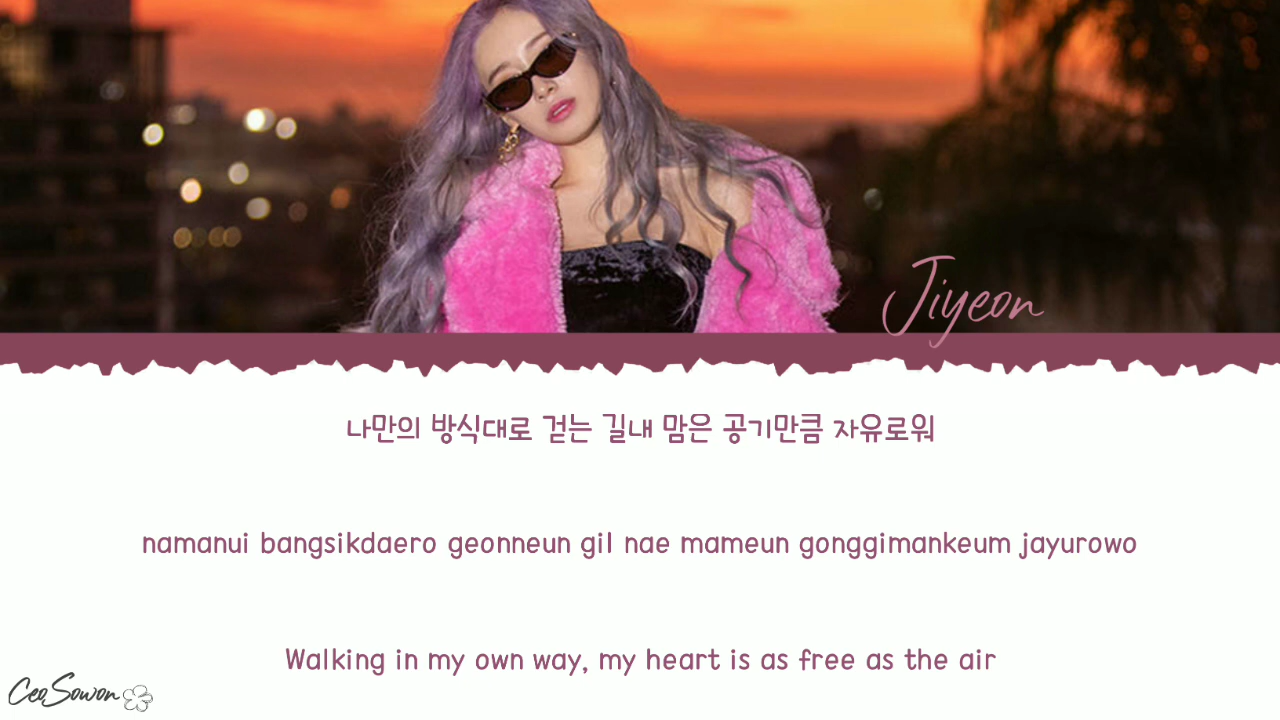 Jiyeon
나만의 방식대로 걷는 길내 맘은 공기만큼 자유로워
namanui bangsikdaero geonneun gil nae mameun gonggimankeum jayurowo
Walking in my own way, my heart is as free as the air
CeoSowon